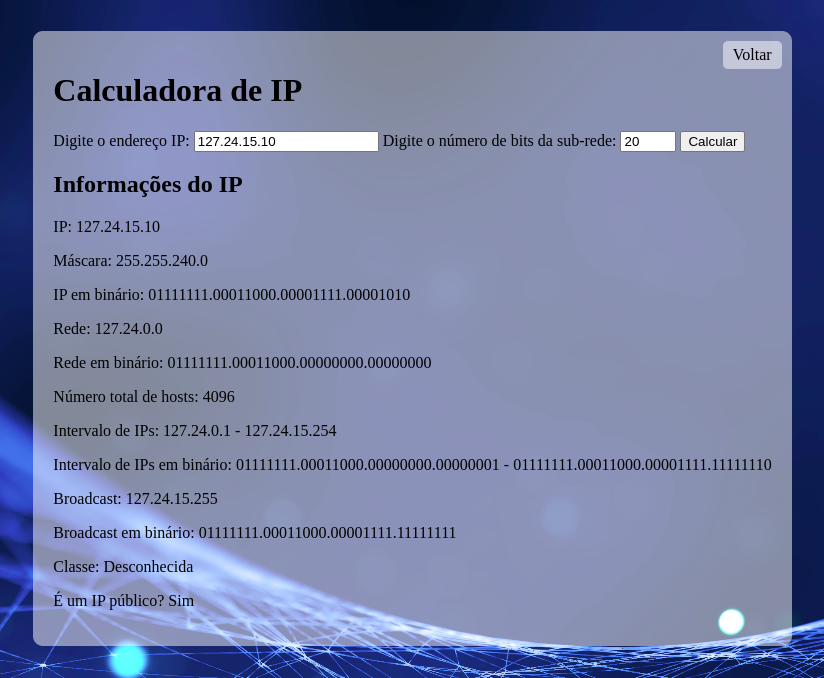 Voltar
Calculadora de IP
Digite o endereço IP: 127.24.15.10 Digite o número de bits da sub-rede: 20 Calcular
Informações do IP
IP: 127.24.15.10
Máscara: 255.255.240.0
IP em binário: 01111111.00011000.00001111.00001010
Rede: 127.24.0.0
Rede em binário: 01111111.00011000.00000000.00000000
Número total de hosts: 4096
Intervalo de IPs: 127.24.0.1 - 127.24.15.254
Intervalo de IPs em binário: 01111111.00011000.00000000.00000001 - 01111111.00011000.00001111.11111110
Broadcast: 127.24.15.255
Broadcast em binário: 01111111.00011000.00001111.11111111
Classe: Desconhecida
É um IP público? Sim